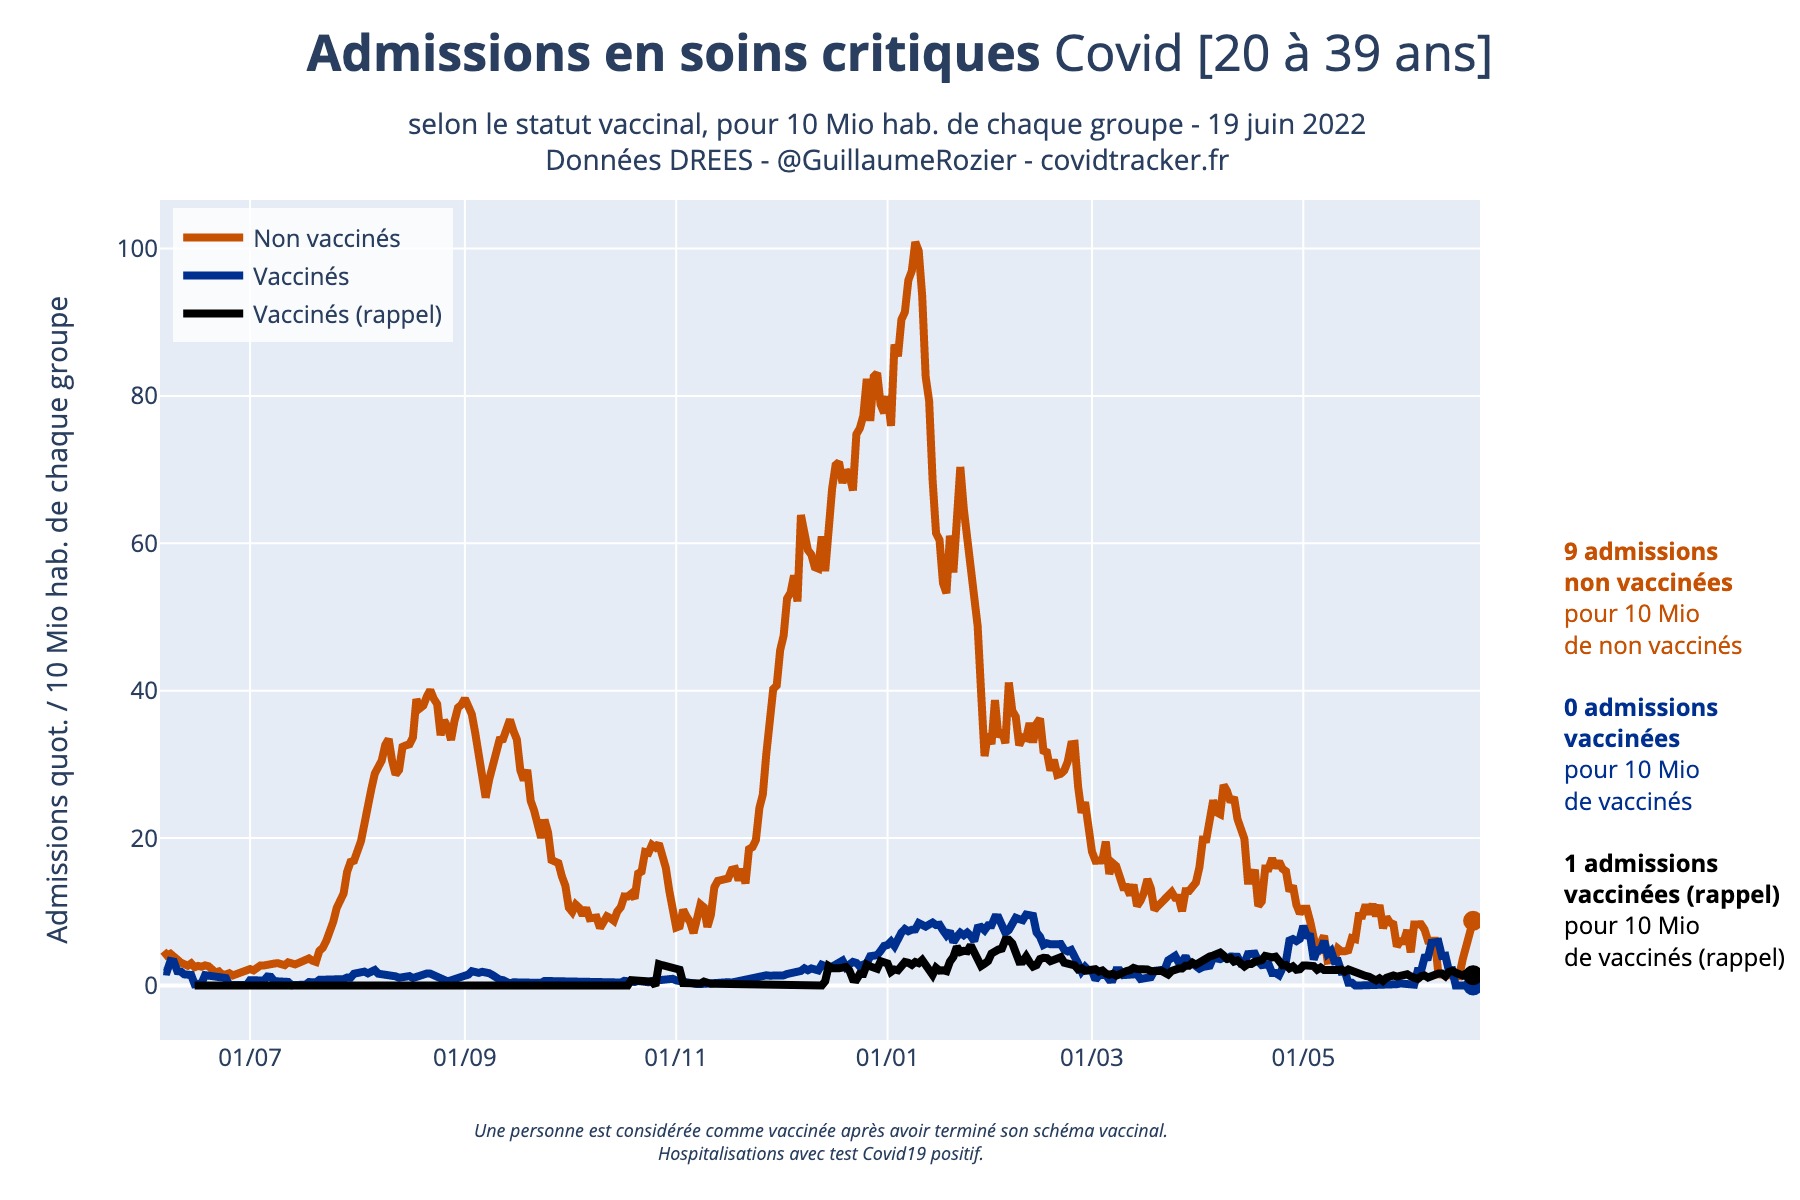 Admissions en soins critiques Covid [20 à 39 ans]
selon le statut vaccinal, pour 10 Mio hab. de chaque groupe - 19 juin 2022
Données DREES - @GuillaumeRozier - covidtracker.fr
Non vaccinés
Vaccinés
Vaccinés (rappel)
Admissions quot. / 10 Mio hab. de chaque groupe
100
80
60
40
20
0
01/07
01/09
01/11
01/01
01/03
01/05
9 admissions
non vaccinées
pour 10 Mio
de non vaccinés
0 admissions
vaccinées
pour 10 Mio
de vaccinés
1 admissions
vaccinées (rappel)
pour 10 Mio
de vaccinés (rappel)
Une personne est considérée comme vaccinée après avoir terminé son schéma vaccinal.
Hospitalisations avec test Covid19 positif.